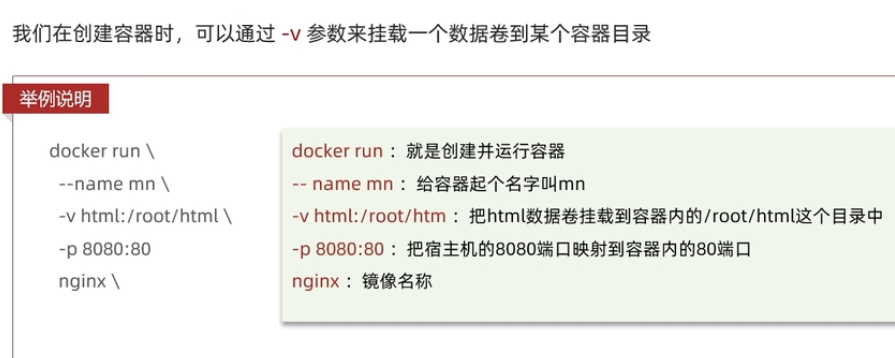 我们在创建容器时，可以通过 -v 参数来挂载一个数据卷到某个容器目录
举例说明
docker run \
--name mn \
-v html:/root/html \
-p 8080:80
nginx \
docker run ：就是创建并运行容器
-- name mn ：给容器起个名字叫mn
-v html:/root/htm ：把html数据卷挂载到容器内的/root/html这个目录中
-p 8080:80 ：把宿主机的8080端口映射到容器内的80端口
nginx ：镜像名称